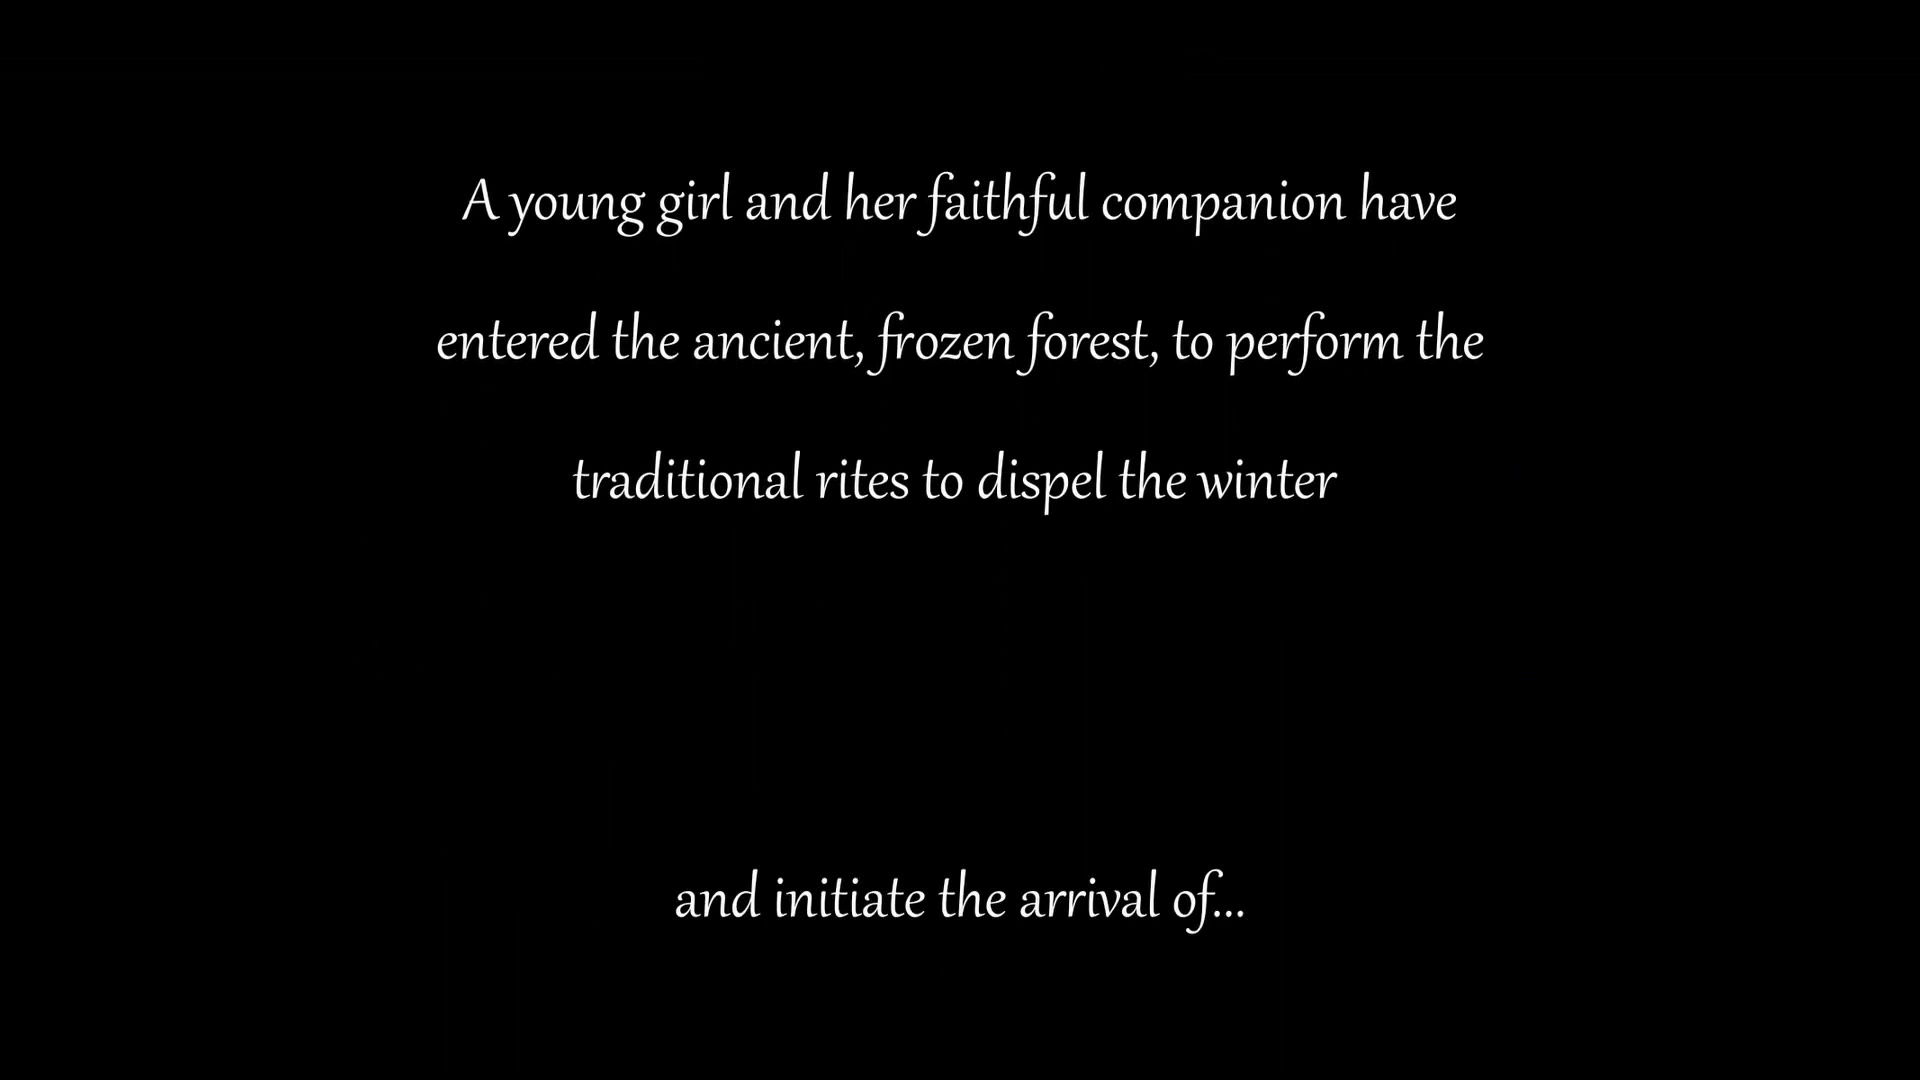 A young girl and her faithful companion have
entered the ancient, frozen forest, to perform the
traditional rites to dispel the winter
and initiate the arrival of...